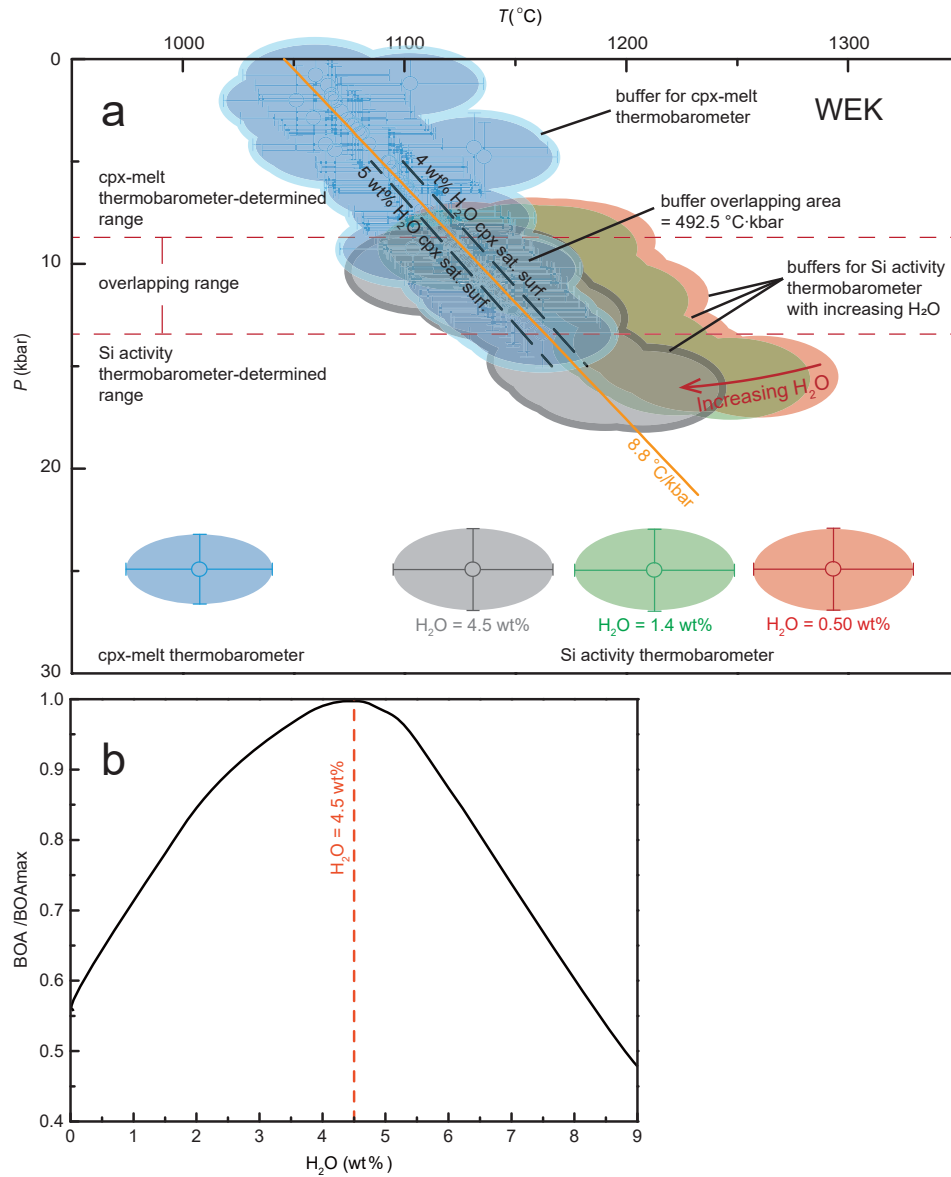 T(°C)
1000 1100 1200 1300
0
a
WEK
buffer for cpx-melt
thermobarometer
4 wt% H₂O cpx sat. surf.
5 wt% H₂O cpx sat. surf.
cpx-melt
thermobarometer-determined
range
buffer overlapping area
= 492.5 °C·kbar
10
overlapping range
buffers for Si activity
thermobarometer
with increasing H₂O
Si activity
thermobarometer-determined
range
P (kbar)
Increasing H₂O
8.8 °C/kbar
20
H₂O = 4.5 wt% H₂O = 1.4 wt% H₂O = 0.50 wt%
cpx-melt thermobarometer Si activity thermobarometer
30
1.0
b
0.9
H₂O = 4.5 wt%
0.8
BOA /BOAmax
0.7
0.6
0.5
0.4
0 1 2 3 4 5 6 7 8 9
H₂O (wt%)